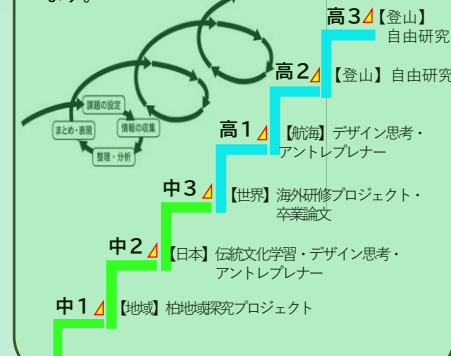 ます。
高3【登山】
自由研究
高2【登山】自由研究
課題の設定
まとめ・表現
情報の収集
整理・分析
高1【航海】デザイン思考・
アントレプレナー
中3【世界】海外研修プロジェクト・
卒業論文
中2【日本】伝統文化学習・デザイン思考・
アントレプレナー
中1【地域】柏地域探究プロジェクト